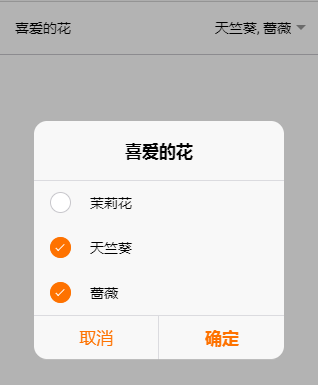 喜爱的花 天竺葵, 蔷薇
喜爱的花
茉莉花
天竺葵
蔷薇
取消 确定